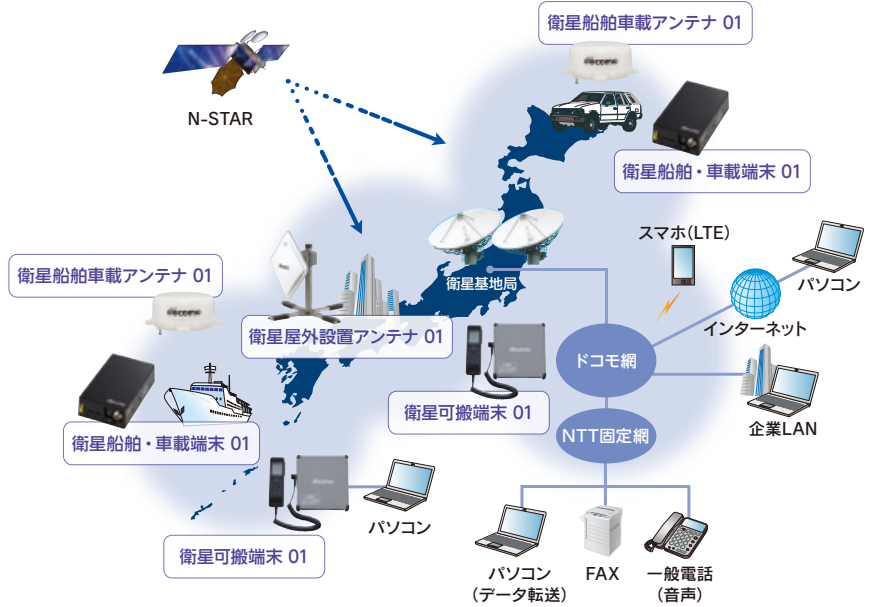 衛星船舶車載アンテナ 01
docomo
N-STAR
衛星船舶・車載端末 01
スマホ(LTE)
衛星基地局
パソコン
衛星船舶車載アンテナ 01
docomo
インターネット
衛星屋外設置アンテナ 01
ドコモ網
衛星可搬端末 01
企業LAN
NTT固定網
衛星船舶・車載端末 01
パソコン
衛星可搬端末 01
パソコン
(データ転送)
FAX
一般電話
(音声)